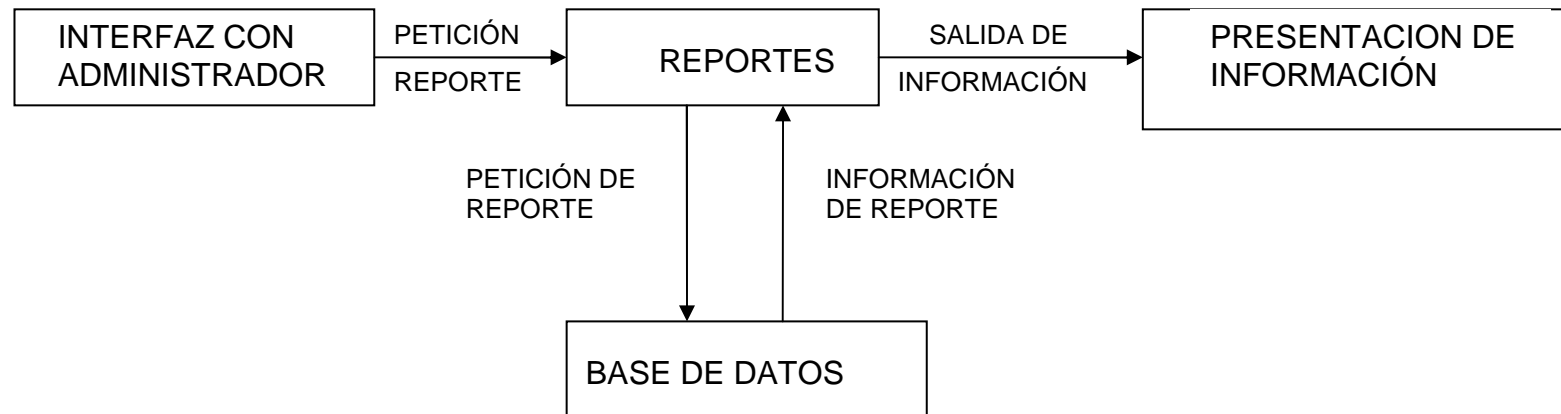 INTERFAZ CON
ADMINISTRADOR
PETICIÓN
REPORTE
REPORTES
SALIDA DE
INFORMACIÓN
PRESENTACION DE
INFORMACIÓN
PETICIÓN DE
REPORTE
INFORMACIÓN
DE REPORTE
BASE DE DATOS